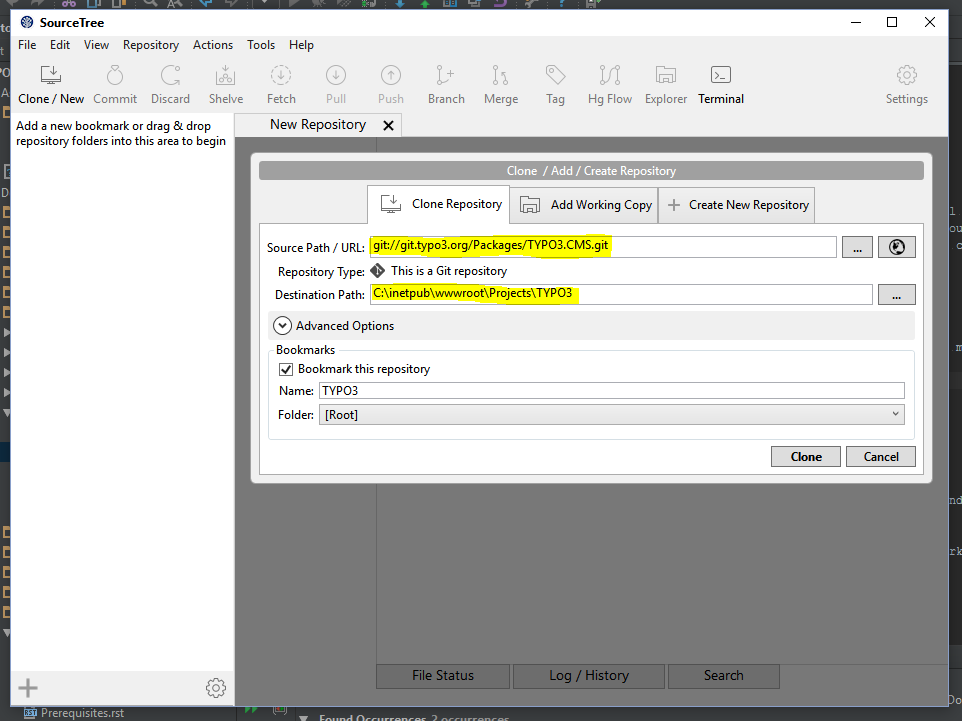 SourceTree
File Edit View Repository Actions Tools Help
Clone / New Commit Discard Shelve Fetch Pull Push Branch Merge Tag Hg Flow Explorer Terminal Settings
Add a new bookmark or drag & drop
repository folders into this area to begin
New Repository
Clone / Add / Create Repository
Clone Repository Add Working Copy Create New Repository
Source Path / URL: git://git.typo3.org/Packages/TYPO3.CMS.git ...
Repository Type: This is a Git repository
Destination Path: C:\inetpub\wwwroot\Projects\TYPO3 ...
Advanced Options
Bookmarks
Bookmark this repository
Name: TYPO3
Folder: [Root]
Clone Cancel
File Status Log / History Search
Prerequisites.rst
Found Occurrences 2 occurrences